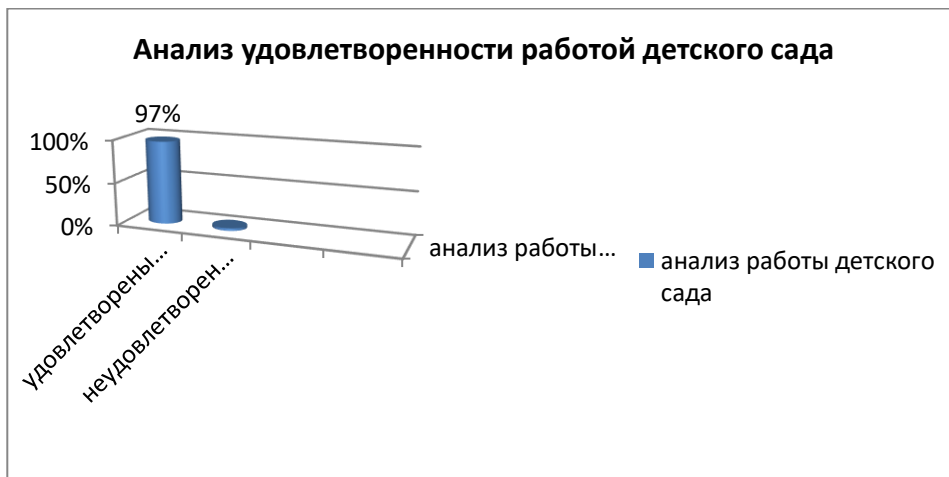 Анализ удовлетворенности работой детского сада
97%
100%
50%
0%
удовлетворены...
неудовлетворен...
анализ работы...
анализ работы детского
сада